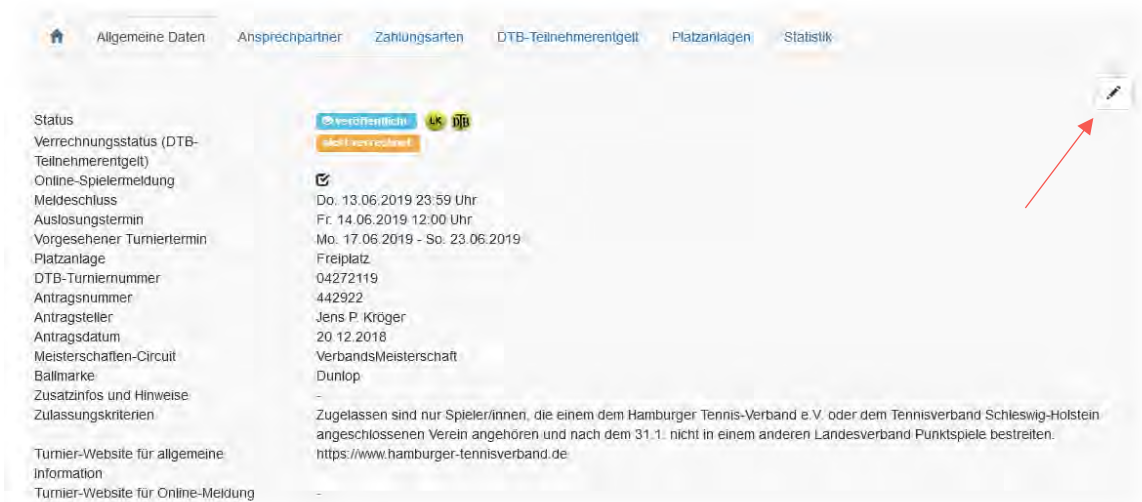 Allgemeine Daten Ansprechpartner Zahlungsarten DTB-Teilnehmerentgelt Platzanlagen Statistik
Status veröffentlicht LK DTB
Verrechnungsstatus (DTB- nicht verrechnet
Teilnehmerentgelt)
Online-Spielermeldung
Meldeschluss Do. 13.06.2019 23:59 Uhr
Auslosungstermin Fr. 14.06.2019 12:00 Uhr
Vorgesehener Turniertermin Mo. 17.06.2019 - So. 23.06.2019
Platzanlage Freiplatz
DTB-Turniernummer 04272119
Antragsnummer 442922
Antragsteller Jens P. Kröger
Antragsdatum 20.12.2018
Meisterschaften-Circuit VerbandsMeisterschaft
Ballmarke Dunlop
Zusatzinfos und Hinweise -
Zulassungskriterien Zugelassen sind nur Spieler/innen, die einem dem Hamburger Tennis-Verband e.V. oder dem Tennisverband Schleswig-Holstein
angeschlossenen Verein angehören und nach dem 31.1. nicht in einem anderen Landesverband Punktspiele bestreiten.
Turnier-Website für allgemeine https://www.hamburger-tennisverband.de
Information
Turnier-Website für Online-Meldung -